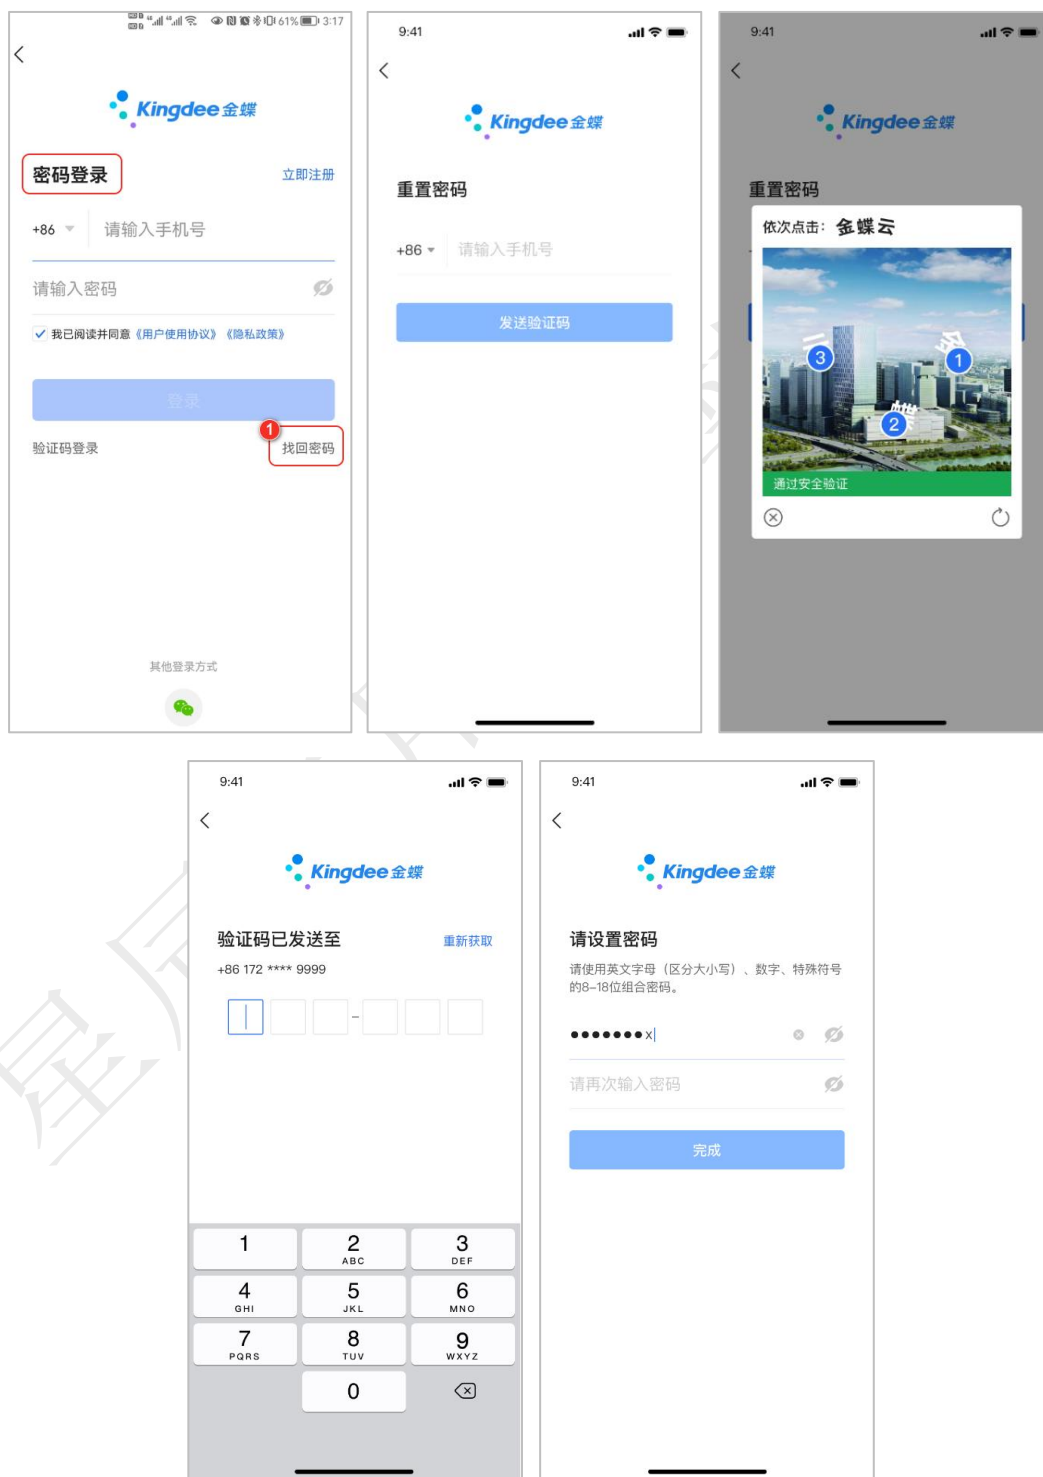 61% 3:17
Kingdee金蝶
密码登录
立即注册
+86 请输入手机号
请输入密码
我已阅读并同意《用户使用协议》《隐私政策》
登录
1
验证码登录
找回密码
其他登录方式
9:41
Kingdee金蝶
重置密码
+86 请输入手机号
发送验证码
9:41
Kingdee金蝶
重置密码
依次点击：金蝶云
3
1
2
通过安全验证
9:41
Kingdee金蝶
验证码已发送至
重新获取
+86 172 **** 9999
–
1 2 3
ABC DEF
4 5 6
GHI JKL MNO
7 8 9
PQRS TUV WXYZ
0
9:41
Kingdee金蝶
请设置密码
请使用英文字母（区分大小写）、数字、特殊符号
的8–18位组合密码。
●●●●●●●x
请再次输入密码
完成